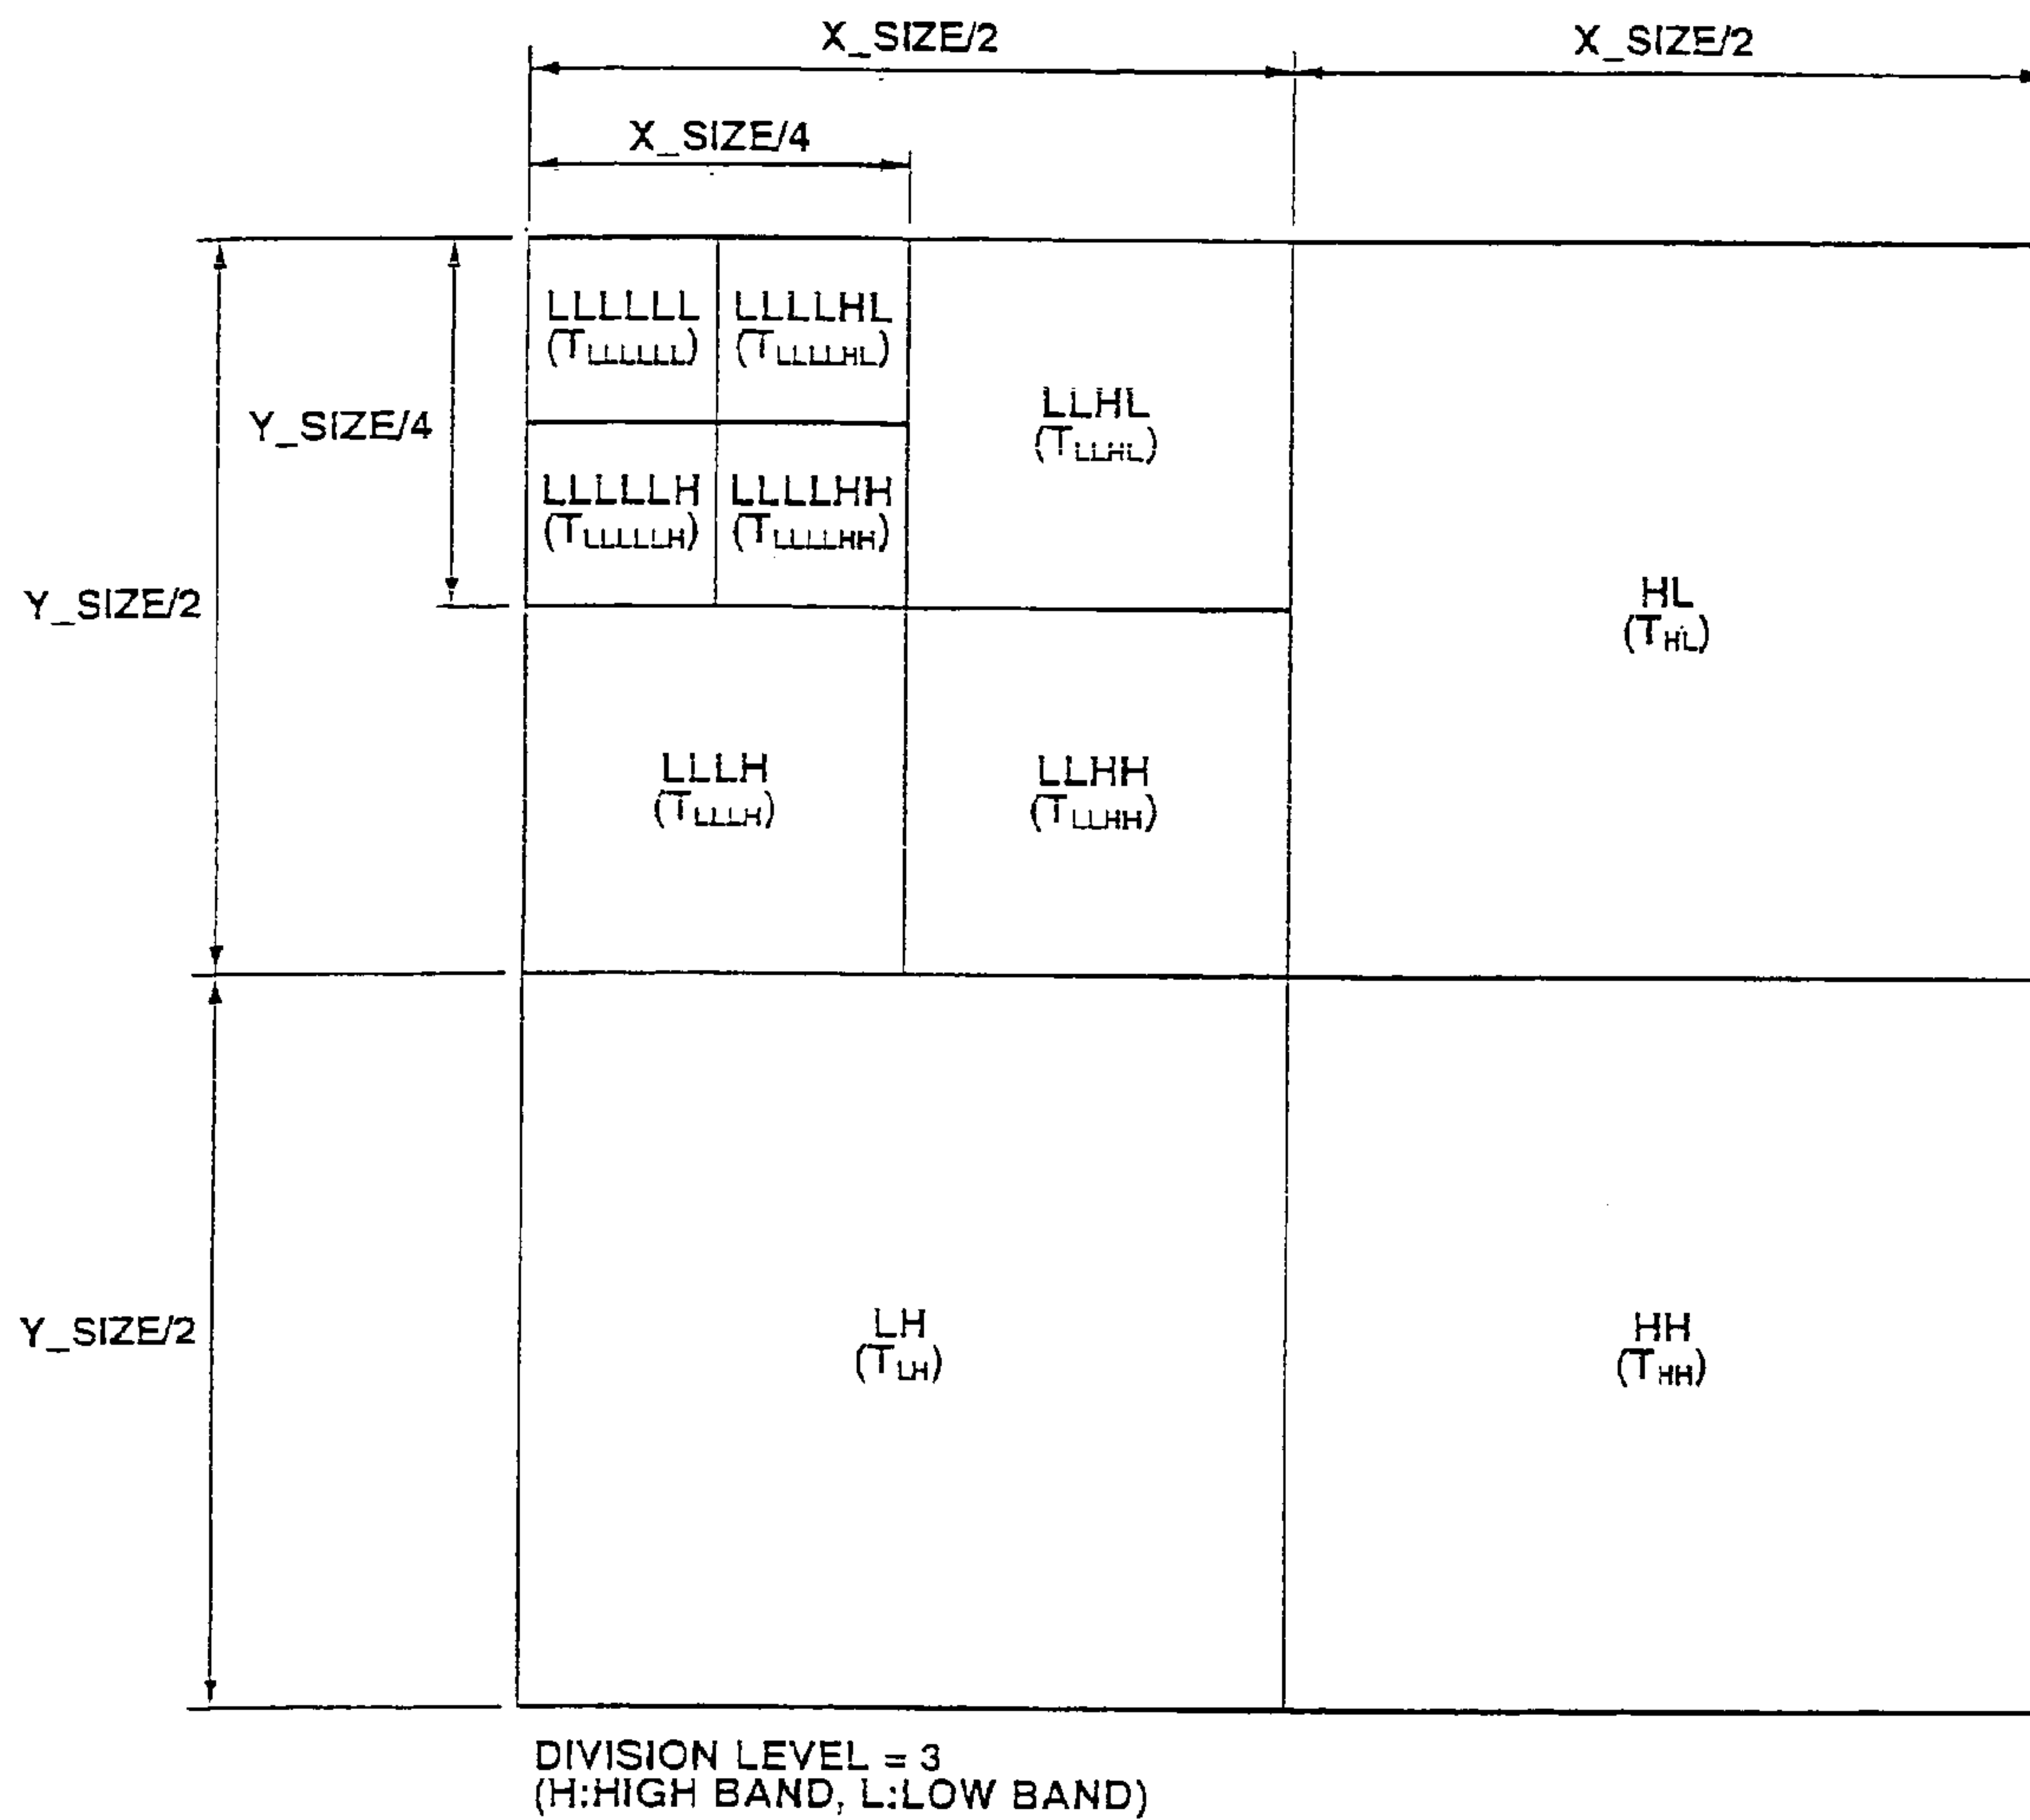 X_SIZE/2
X_SIZE/2
X_SIZE/4
LLLLLL
(TLLLLLL)
LLLLHL
(TLLLLHL)
LLHL
(TLLHL)
Y_SIZE/4
LLLLLH
(TLLLLLH)
LLLLHH
(TLLLLHH)
Y_SIZE/2
HL
(THL)
LLLH
(TLLLH)
LLHH
(TLLHH)
Y_SIZE/2
LH
(TLH)
HH
(THH)
DIVISION LEVEL = 3
(H:HIGH BAND, L:LOW BAND)